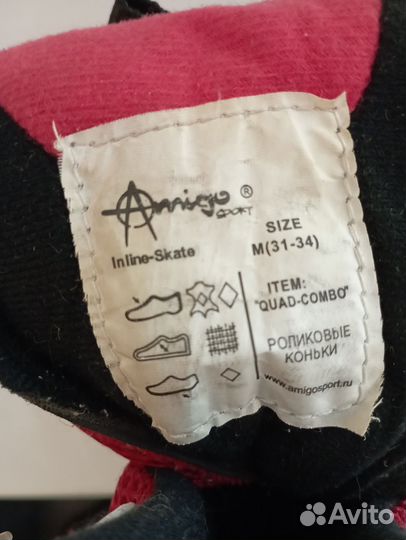 Amigo ®
SPORT
Inline-Skate
SIZE
M(31-34)
ITEM:
"QUAD-COMBO"
РОЛИКОВЫЕ
КОНЬКИ
www.amigosport.ru
Avito